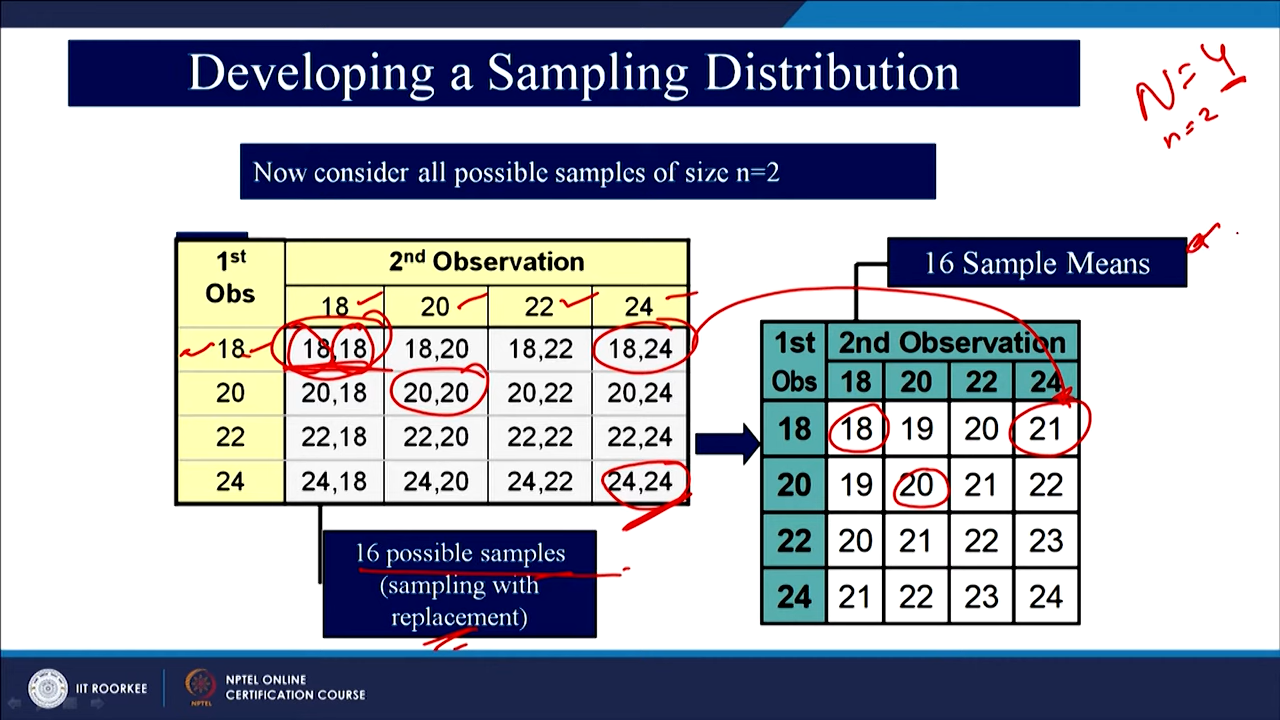 Developing a Sampling Distribution
N=4
n=2
Now consider all possible samples of size n=2
1st Obs 2nd Observation
18 20 22 24
18 18,18 18,20 18,22 18,24
20 20,18 20,20 20,22 20,24
22 22,18 22,20 22,22 22,24
24 24,18 24,20 24,22 24,24
16 possible samples
(sampling with
replacement)
16 Sample Means
1st 2nd Observation
Obs 18 20 22 24
18 18 19 20 21
20 19 20 21 22
22 20 21 22 23
24 21 22 23 24
IIT ROORKEE
NPTEL
NPTEL ONLINE
CERTIFICATION COURSE